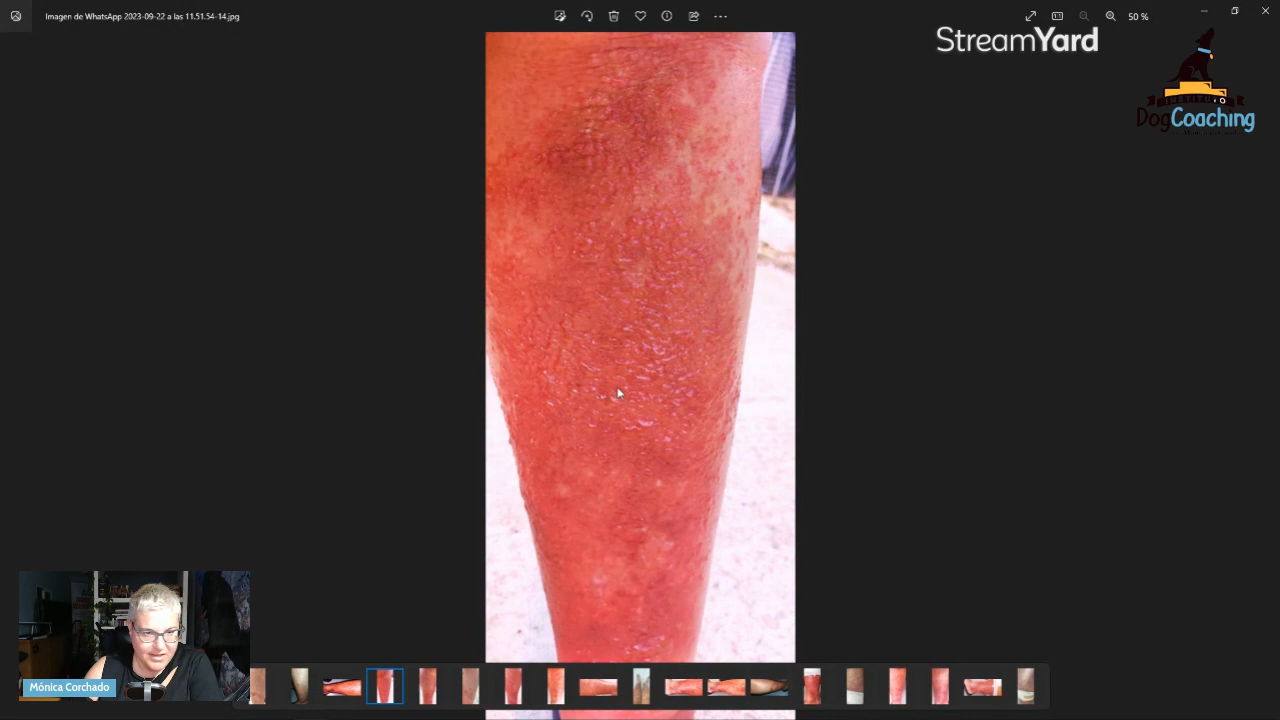 Imagen de WhatsApp 2023-09-22 a las 11.51.54-14.jpg
50 %
StreamYard
DogCoaching
Mónica Corchado